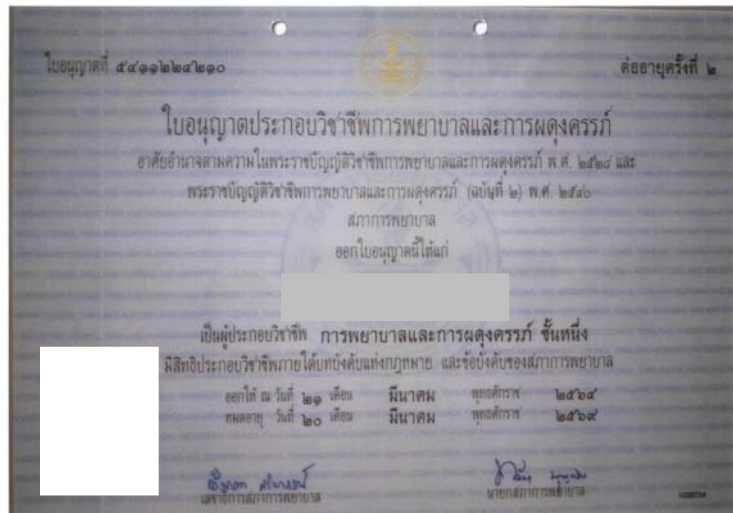 ใบอนุญาตที่ ๕๔๑๑๒๒๔๒๑๐
ต่ออายุครั้งที่ ๒
ใบอนุญาตประกอบวิชาชีพการพยาบาลและการผดุงครรภ์
อาศัยอำนาจตามความในพระราชบัญญัติวิชาชีพการพยาบาลและการผดุงครรภ์ พ.ศ. ๒๕๒๘ และ
พระราชบัญญัติวิชาชีพการพยาบาลและการผดุงครรภ์ (ฉบับที่ ๒) พ.ศ. ๒๕๔๐
สภาการพยาบาล
ออกใบอนุญาตนี้ให้แก่
เป็นผู้ประกอบวิชาชีพ การพยาบาลและการผดุงครรภ์ ชั้นหนึ่ง
มีสิทธิประกอบวิชาชีพภายใต้บทบังคับแห่งกฎหมาย และข้อบังคับของสภาการพยาบาล
ออกให้ ณ วันที่ ๒๑ เดือน มีนาคม พุทธศักราช ๒๕๖๔
หมดอายุ วันที่ ๒๐ เดือน มีนาคม พุทธศักราช ๒๕๖๙
เลขาธิการสภาการพยาบาล
นายกสภาการพยาบาล